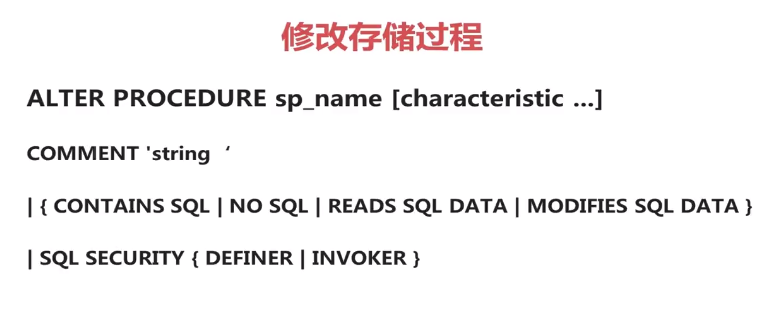 修改存储过程
ALTER PROCEDURE sp_name [characteristic ...]
COMMENT 'string ‘
| { CONTAINS SQL | NO SQL | READS SQL DATA | MODIFIES SQL DATA }
| SQL SECURITY { DEFINER | INVOKER }